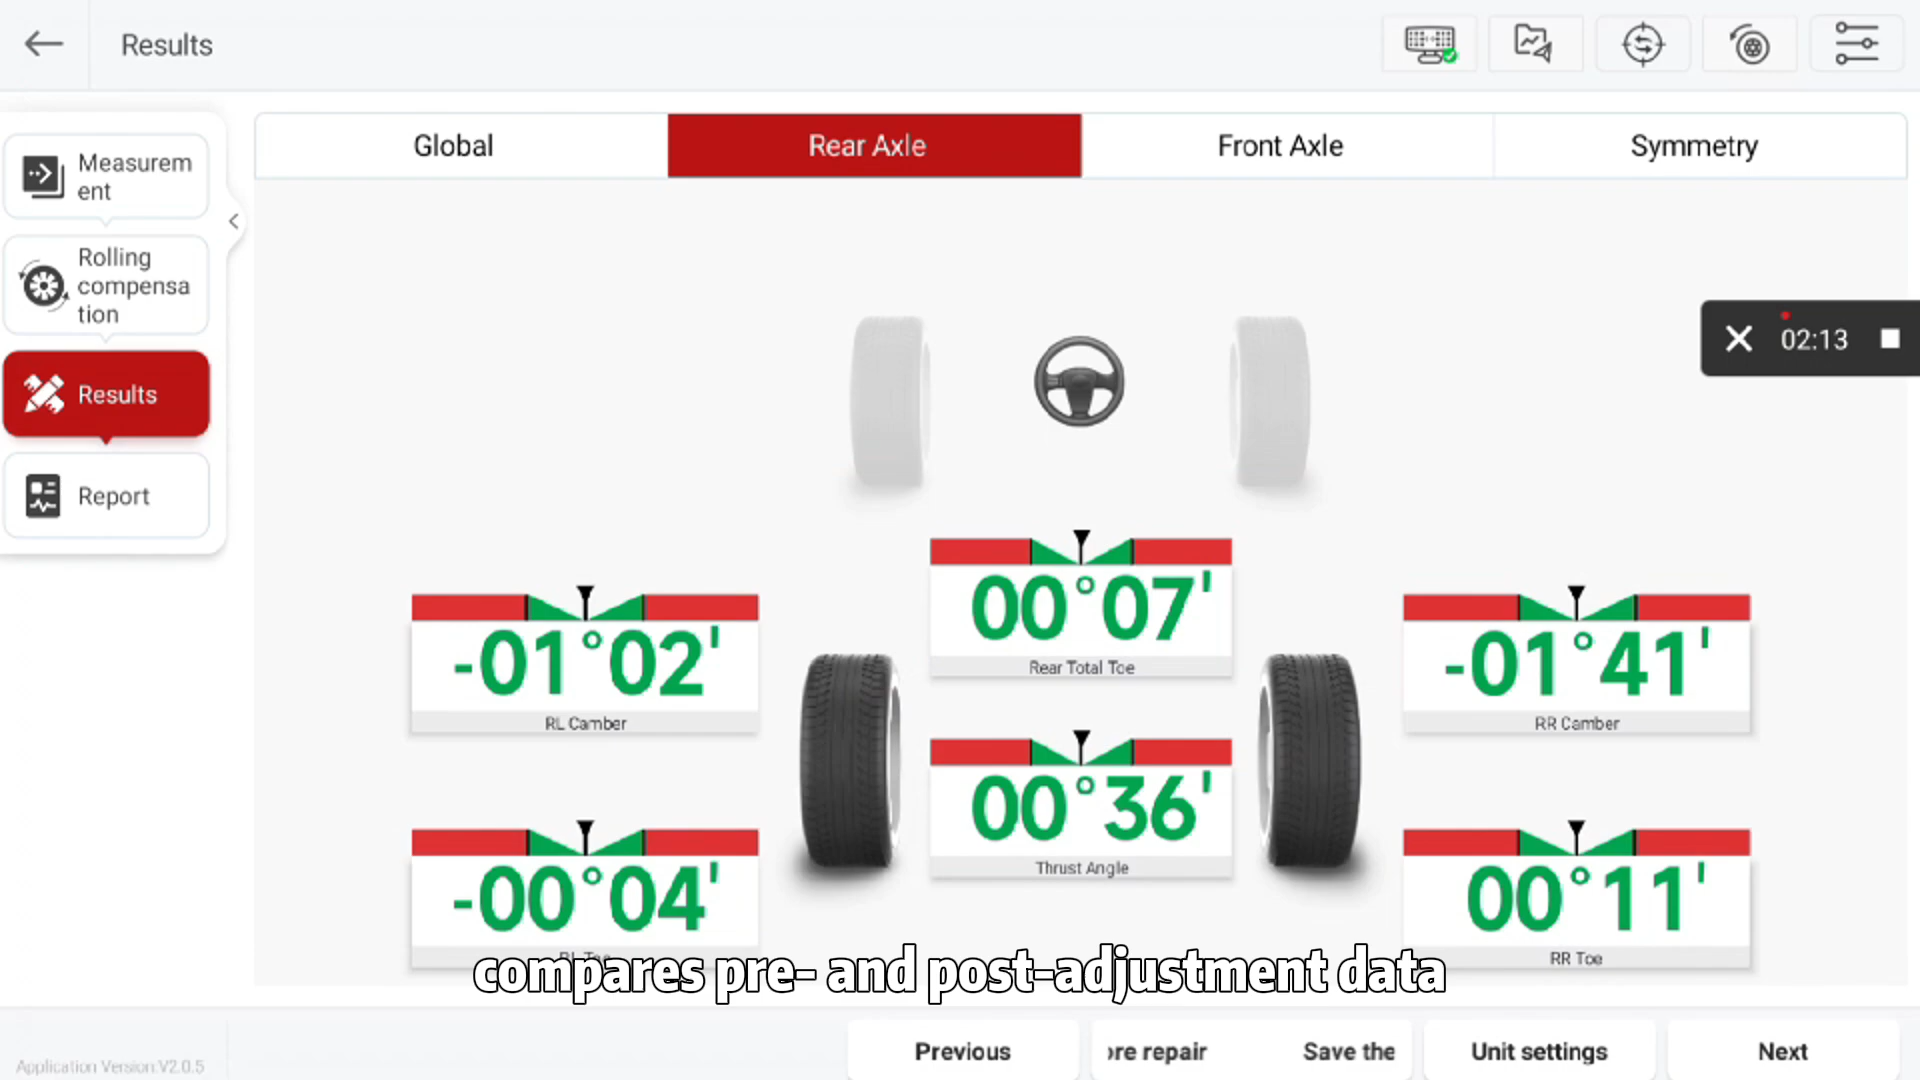 Results
Global
Rear Axle
Front Axle
Symmetry
Measurem
ent
Rolling
compensa
tion
Results
Report
02:13
00°07'
Rear Total Toe
-01°02'
RL Camber
-01°41'
RR Camber
00°36'
Thrust Angle
-00°04'
00°11'
RR Toe
compares pre- and post-adjustment data
Application Version:V2.0.5
Previous
ore repair
Save the
Unit settings
Next